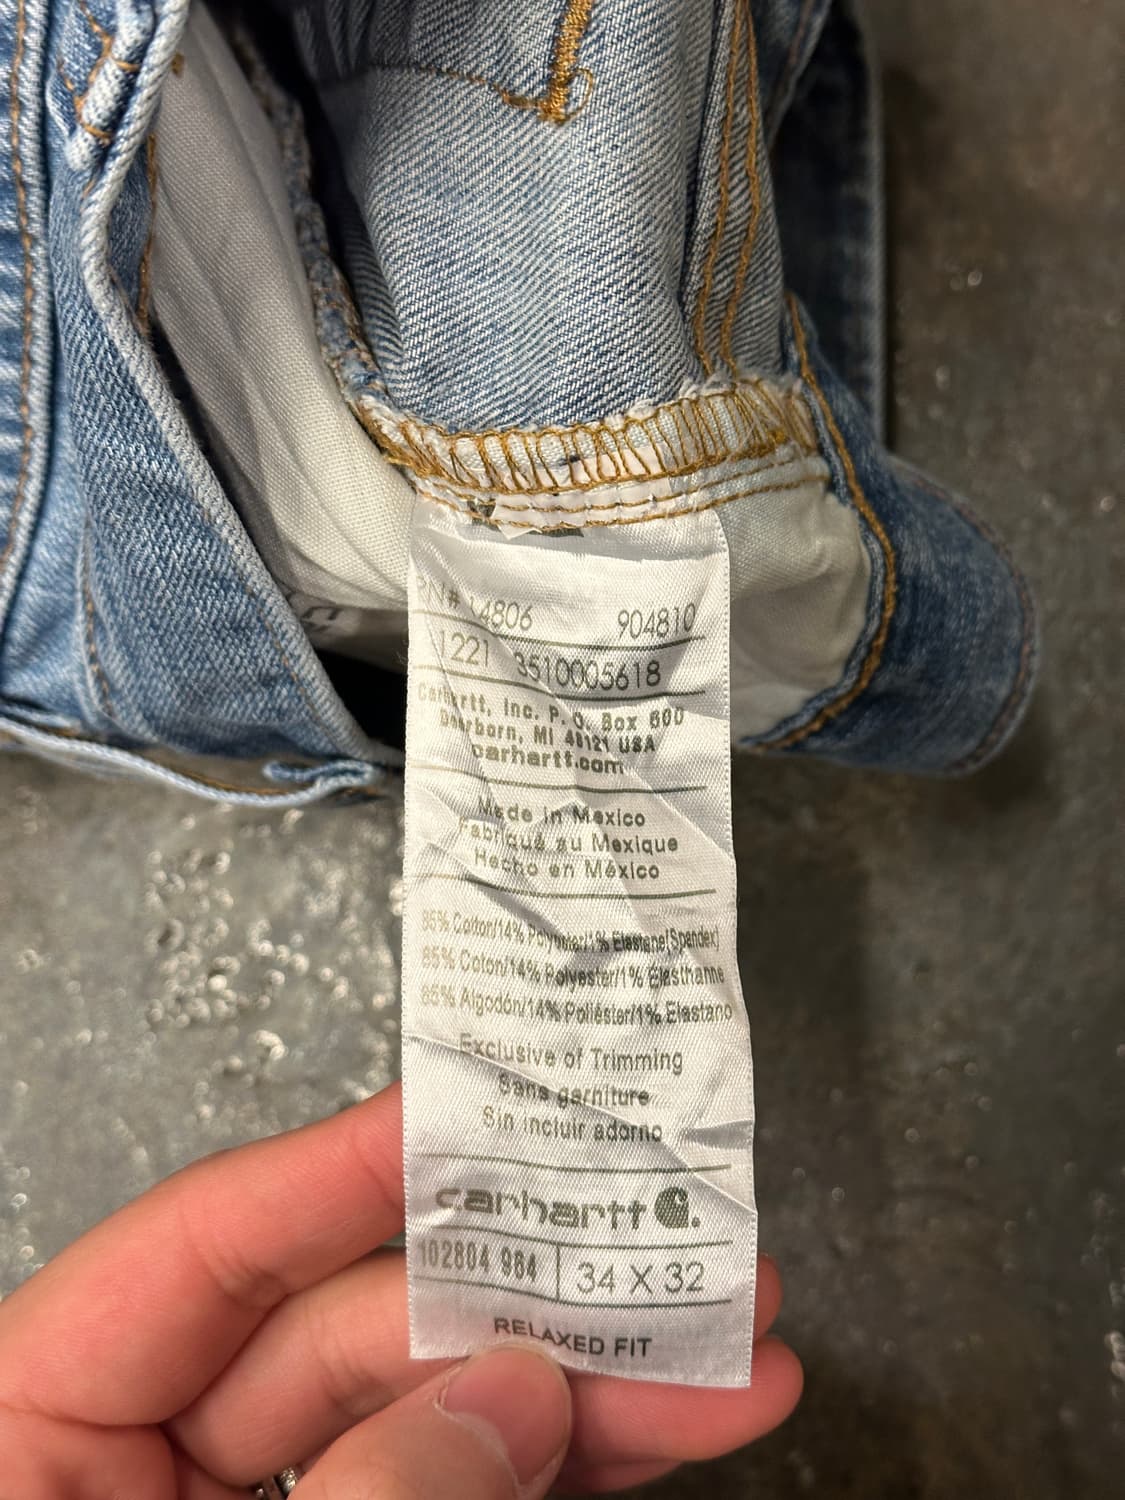 RN# 14806 904810
1221 3510005618
Carhartt, Inc. P.O. Box 600
Dearborn, MI 48121 USA
carhartt.com
Made in Mexico
Fabriqué au Mexique
Hecho en México
85% Cotton/14% Polyester/1% Elastane(Spandex)
85% Coton/14% Polyester/1% Élasthanne
85% Algodón/14% Poliéster/1% Elastano
Exclusive of Trimming
Sans garniture
Sin incluir adorno
carhartt
102804 984 34 X 32
RELAXED FIT